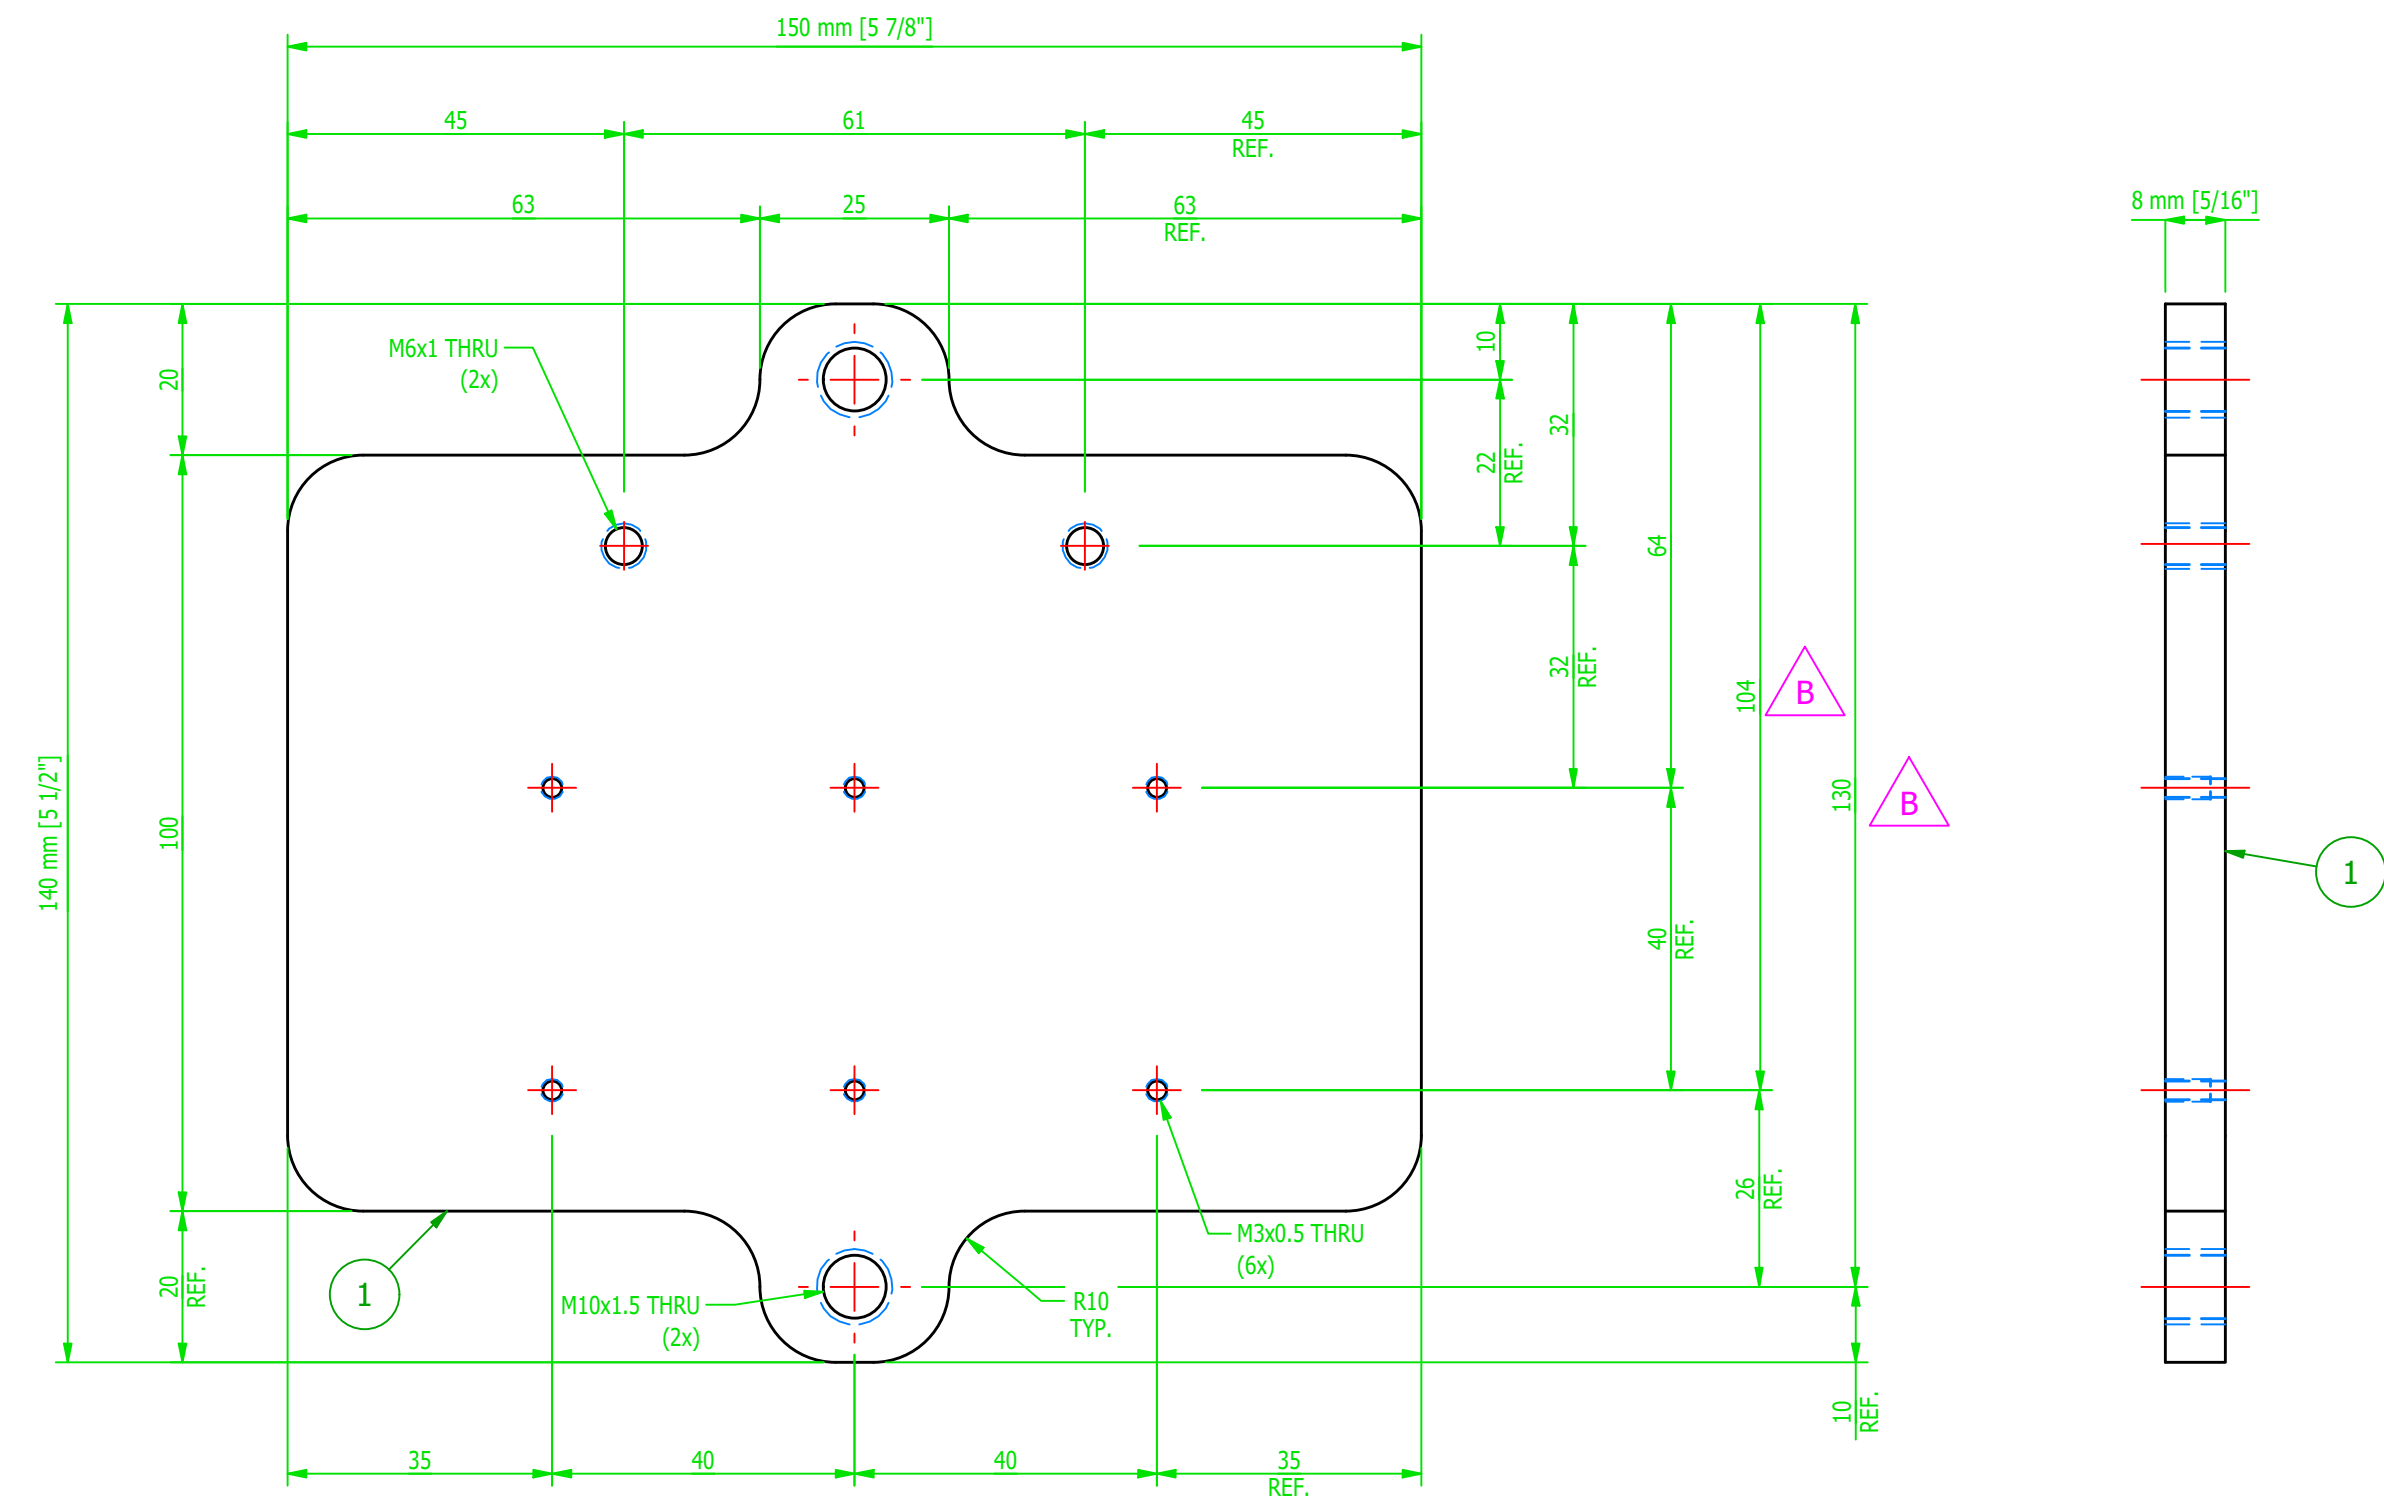 150 mm [5 7/8"]
45
61
45
REF.
63
25
63
REF.
8 mm [5/16"]
M6x1 THRU
(2x)
20
10
32
22
REF.
64
32
REF.
104
B
130
B
140 mm [5 1/2"]
100
1
40
REF.
26
REF.
M3x0.5 THRU
(6x)
20
REF.
1
M10x1.5 THRU
(2x)
R10
TYP.
10
REF.
35
40
40
35
REF.